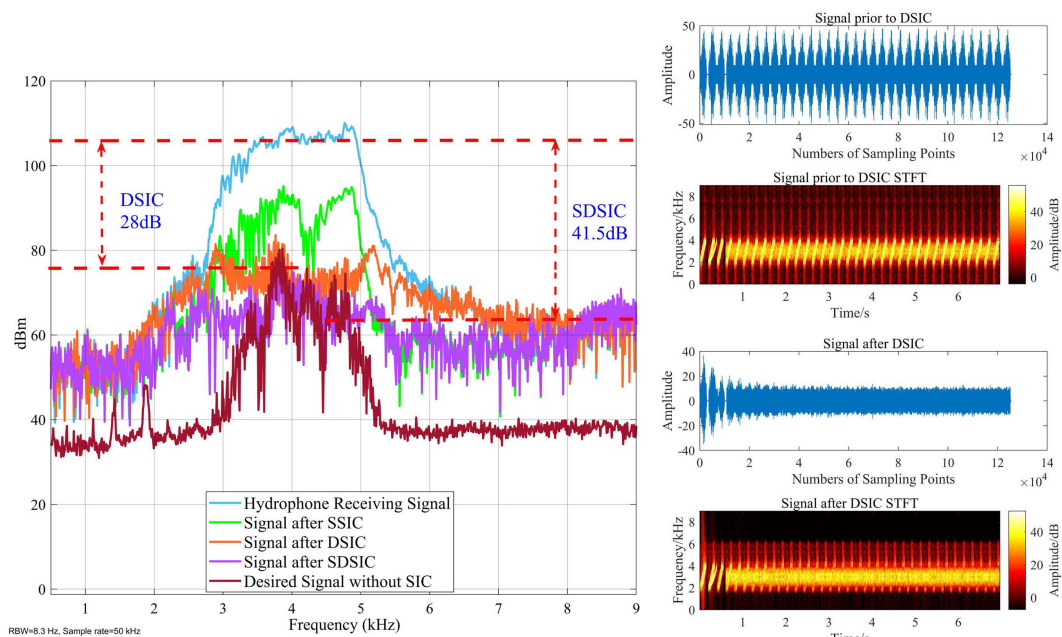 120
100
80
60
40
20
0
dBm
1
2
3
4
5
6
7
8
9
Frequency (kHz)
DSIC
28dB
SDSIC
41.5dB
Hydrophone Receiving Signal
Signal after SSIC
Signal after DSIC
Signal after SDSIC
Desired Signal without SIC
RBW=8.3 Hz, Sample rate=50 kHz
Signal prior to DSIC
50
0
-50
Amplitude
0 2 4 6 8 10 12 14
Numbers of Sampling Points
×10⁴
Signal prior to DSIC STFT
8
6
4
2
0
Frequency/kHz
1 2 3 4 5 6
Time/s
40
20
0
Amplitude/dB
Signal after DSIC
40
20
0
-20
-40
Amplitude
0 2 4 6 8 10 12 14
Numbers of Sampling Points
×10⁴
Signal after DSIC STFT
8
6
4
2
0
Frequency/kHz
1 2 3 4 5 6
Time/s
40
20
0
Amplitude/dB